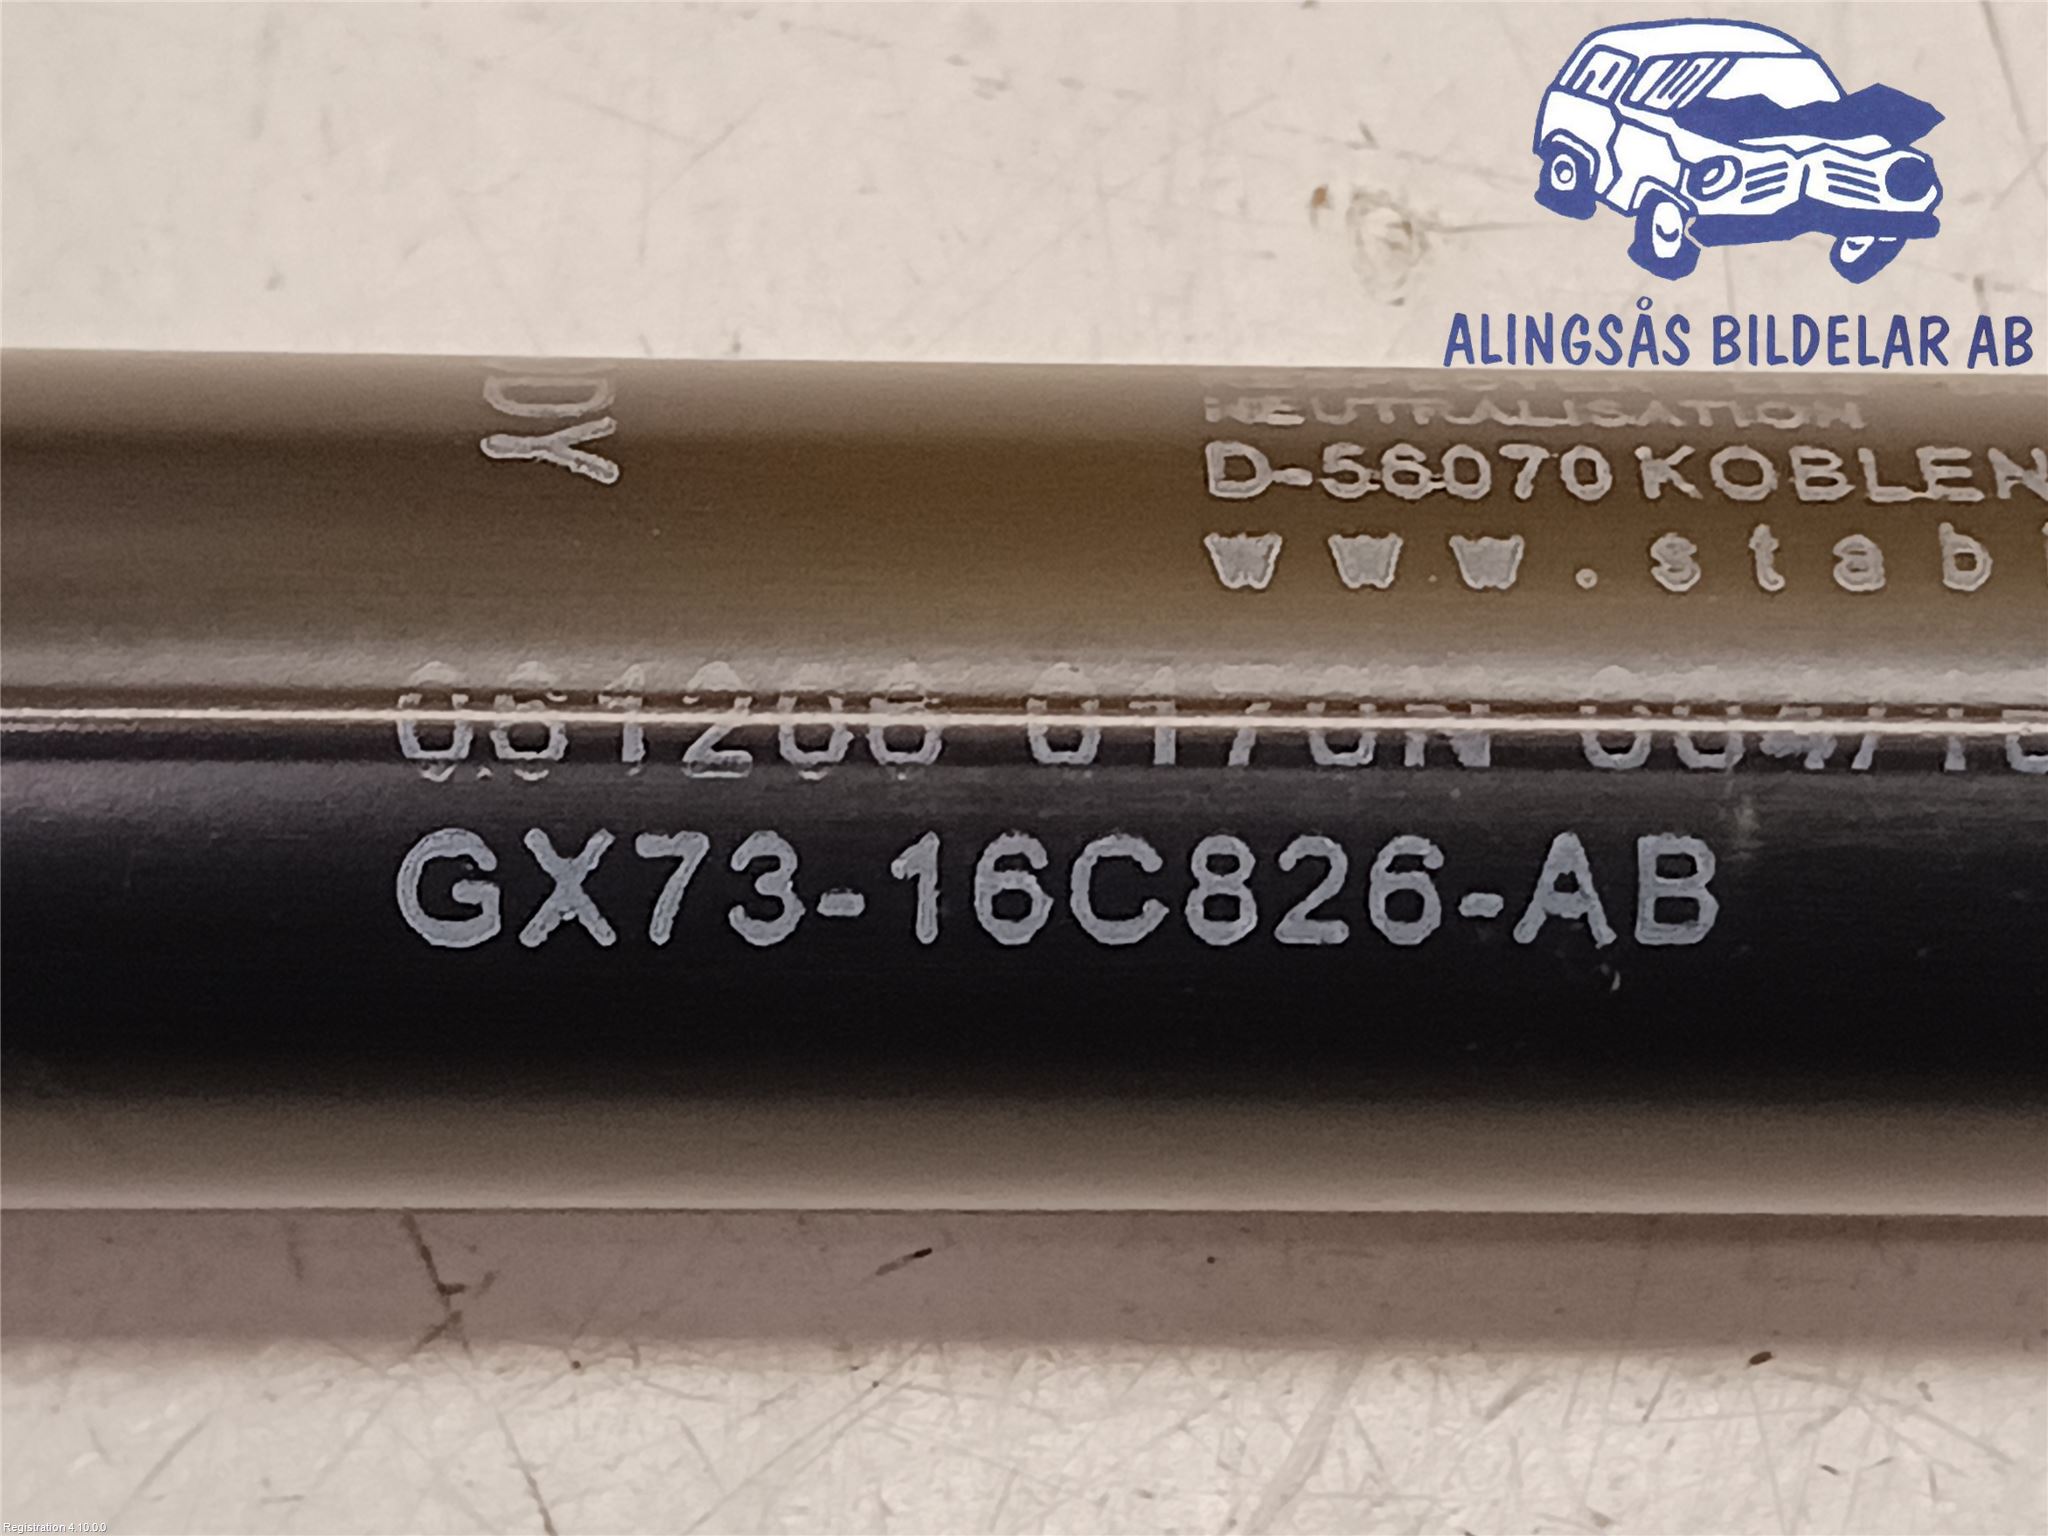 ALINGSÅS BILDELAR AB
DY
NEUTRALISATION
D-56070 KOBLEN
www.stab
GX73-16C826-AB
Registration 4.10.0.0